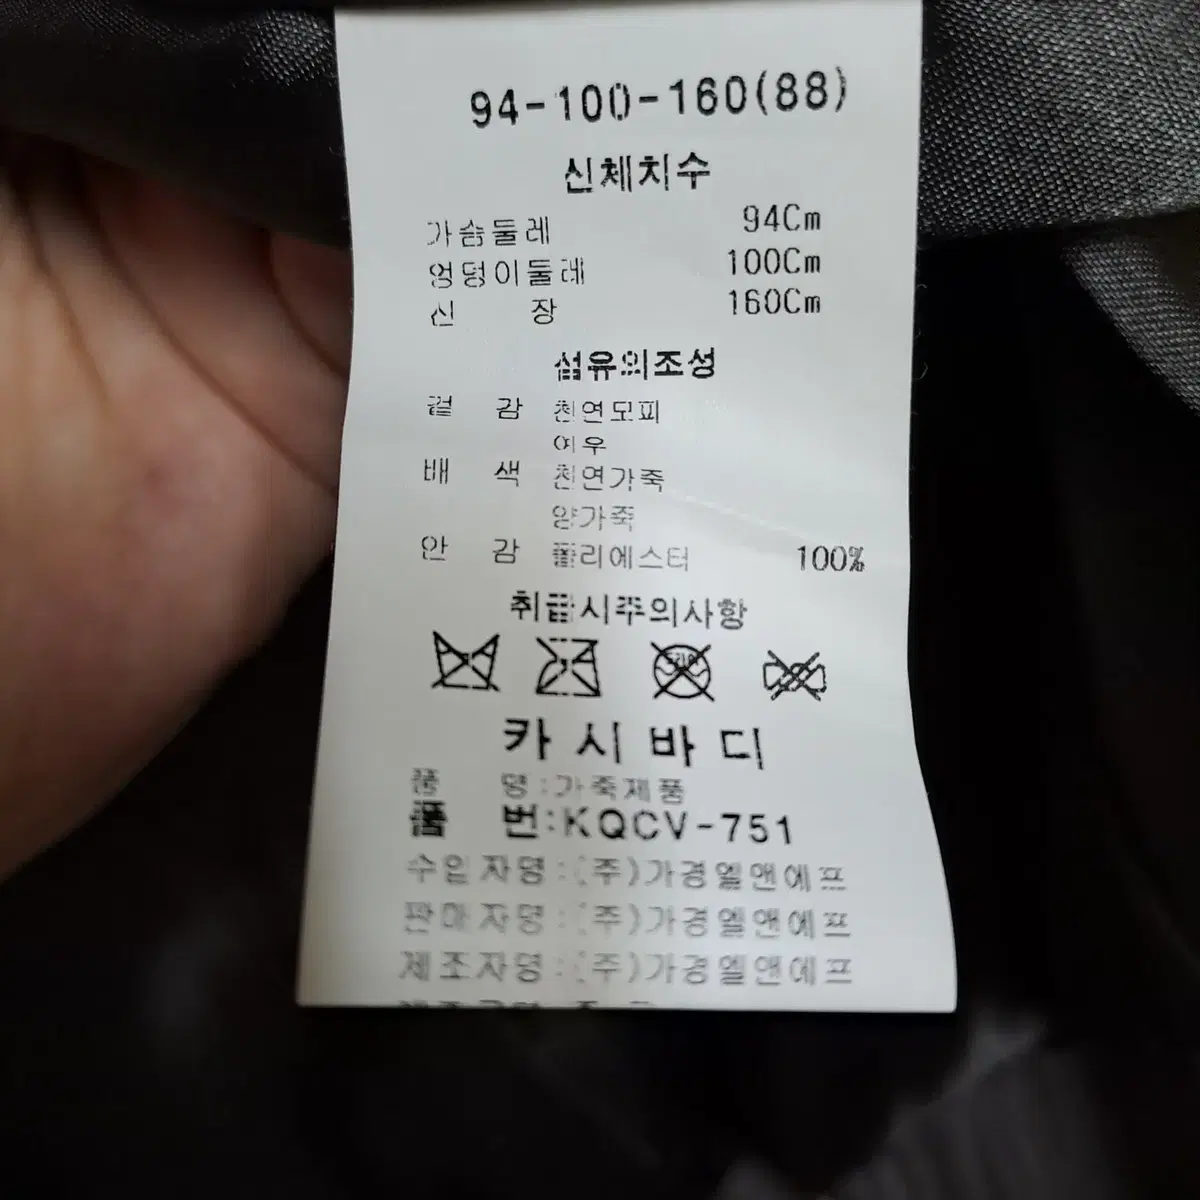 94-100-160(88)
신체치수
가슴둘레 94Cm
엉덩이둘레 100Cm
신 장 160Cm
섬유의조성
겉 감 천연모피
여우
배 색 천연가죽
양가죽
안 감 폴리에스터 100%
취급시주의사항
카시바디
품 명:가죽제품
품 번:KQCV-751
수입자명:(주)가경엘앤에프
판매자명:(주)가경엘앤에프
제조자명:(주)가경엘앤에프